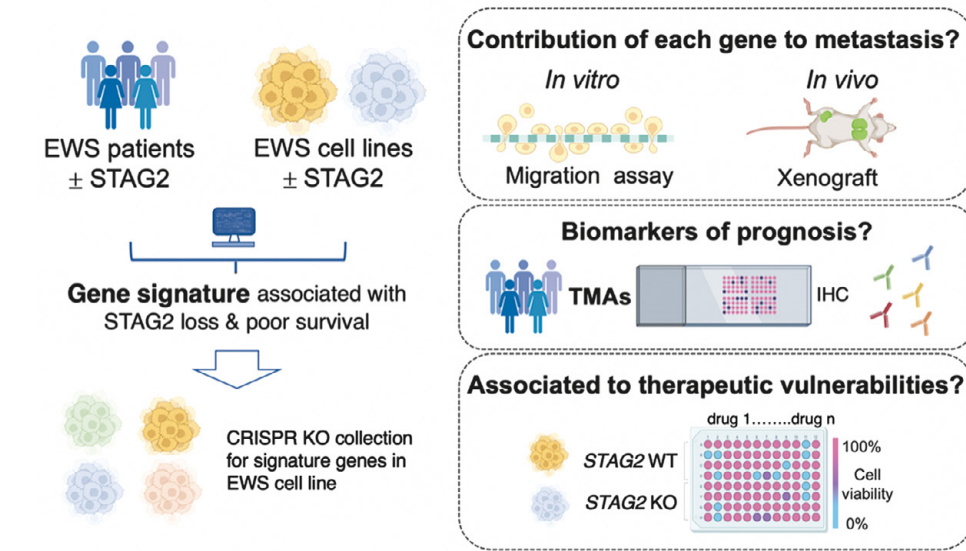 EWS patients
± STAG2
EWS cell lines
± STAG2
Gene signature associated with
STAG2 loss & poor survival
CRISPR KO collection
for signature genes in
EWS cell line
Contribution of each gene to metastasis?
In vitro
In vivo
Migration assay
Xenograft
Biomarkers of prognosis?
TMAs
IHC
Associated to therapeutic vulnerabilities?
drug 1........drug n
STAG2 WT
STAG2 KO
100%
Cell
viability
0%